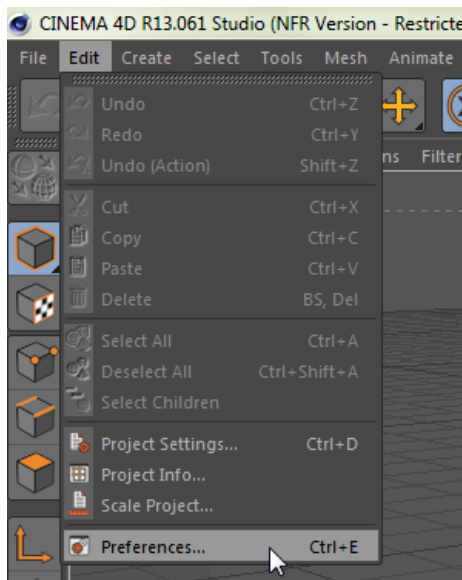 CINEMA 4D R13.061 Studio (NFR Version - Restricte
File Edit Create Select Tools Mesh Animate
Undo Ctrl+Z
Redo Ctrl+Y
Undo (Action) Shift+Z
ns Filter
Cut Ctrl+X
Copy Ctrl+C
Paste Ctrl+V
Delete BS, Del
Select All Ctrl+A
Deselect All Ctrl+Shift+A
Select Children
Project Settings... Ctrl+D
Project Info...
Scale Project...
Preferences... Ctrl+E